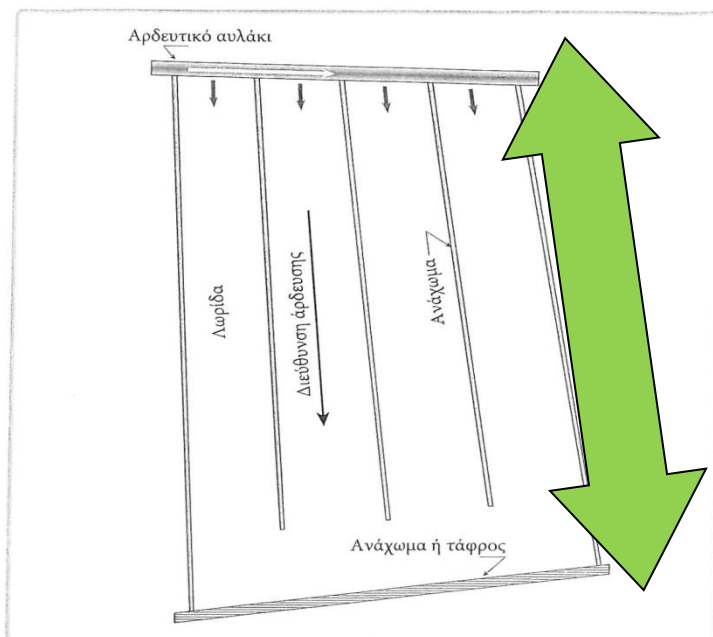 Αρδευτικό αυλάκι
Λωρίδα
Διεύθυνση άρδευσης
Ανάχωμα
Ανάχωμα ή τάφρος